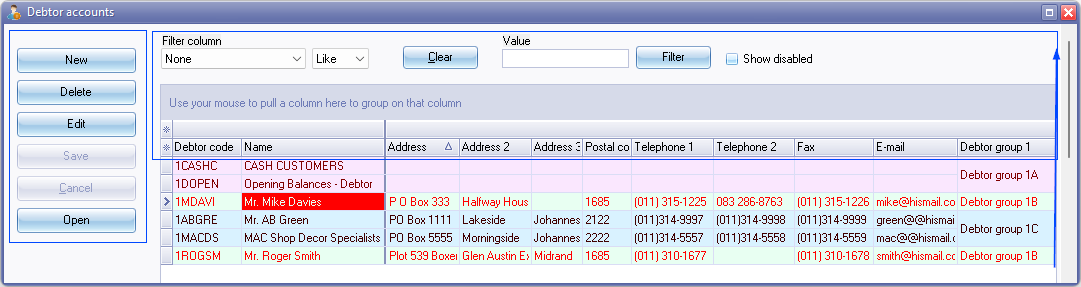 Debtor accounts
New
Delete
Edit
Save
Cancel
Open
Filter column
None
Like
Clear
Value
Filter
Show disabled
Use your mouse to pull a column here to group on that column
Debtor code Name Address Address 2 Address 3 Postal co Telephone 1 Telephone 2 Fax E-mail Debtor group 1
1CASHC CASH CUSTOMERS
Debtor group 1A
1DOPEN Opening Balances - Debtor
1MDAVI Mr. Mike Davies P O Box 333 Halfway Hous 1685 (011) 315-1225 083 286-8763 (011) 315-1226 mike@hismail.co Debtor group 1B
1ABGRE Mr. AB Green PO Box 1111 Lakeside Johannes 2122 (011)314-9997 (011)314-9998 (011)314-9999 green@@hismail
Debtor group 1C
1MACDS MAC Shop Decor Specialists PO Box 5555 Morningside Johannes 2222 (011)314-5557 (011)314-5558 (011)314-5559 mac@@hismail.c
1ROGSM Mr. Roger Smith Plot 539 Boxer Glen Austin Ex Midrand 1685 (011) 310-1677 (011) 310-1678 smith@hismail.c Debtor group 1B